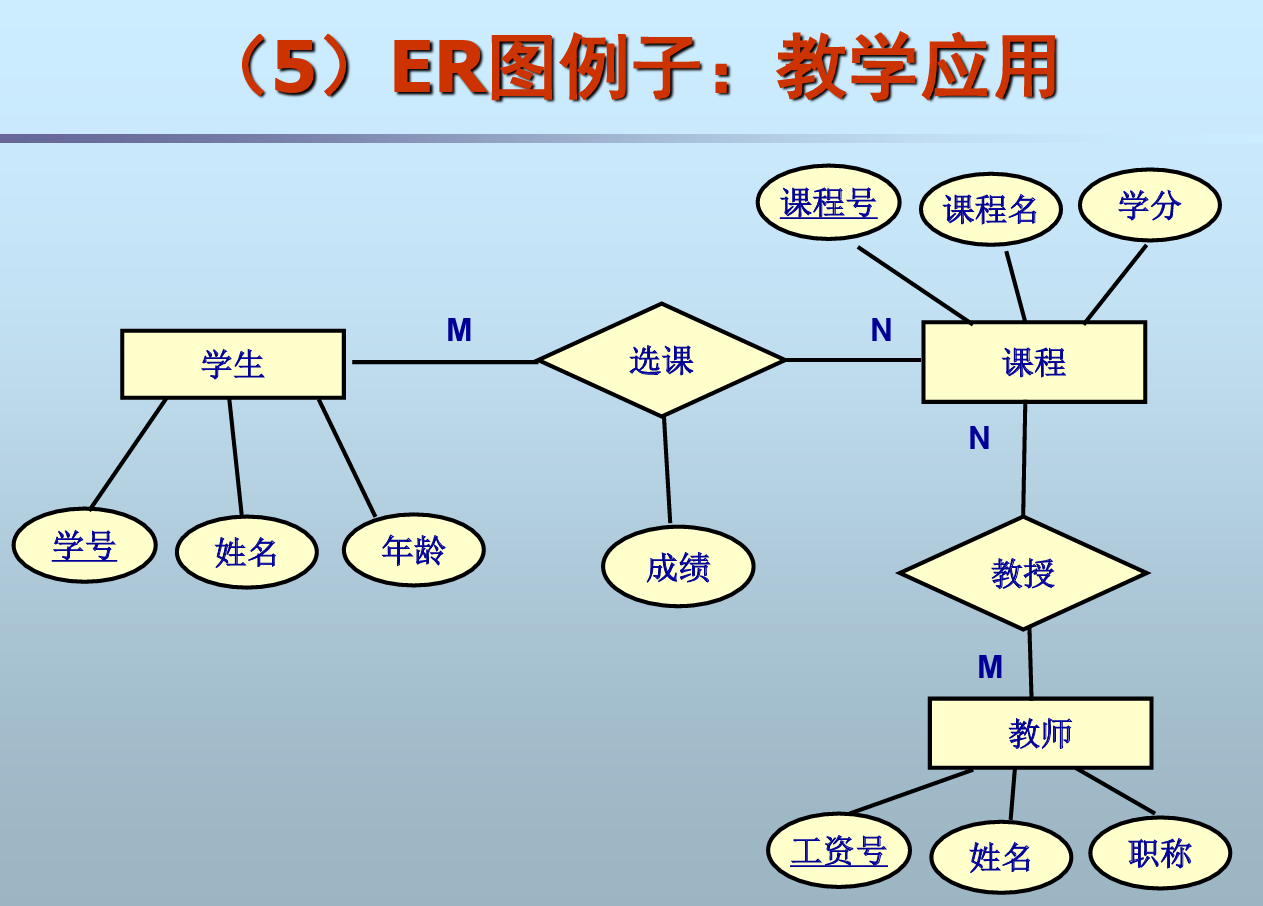 （5）ER图例子：教学应用
课程号
课程名
学分
M
N
学生
选课
课程
N
学号
姓名
年龄
成绩
教授
M
教师
工资号
姓名
职称